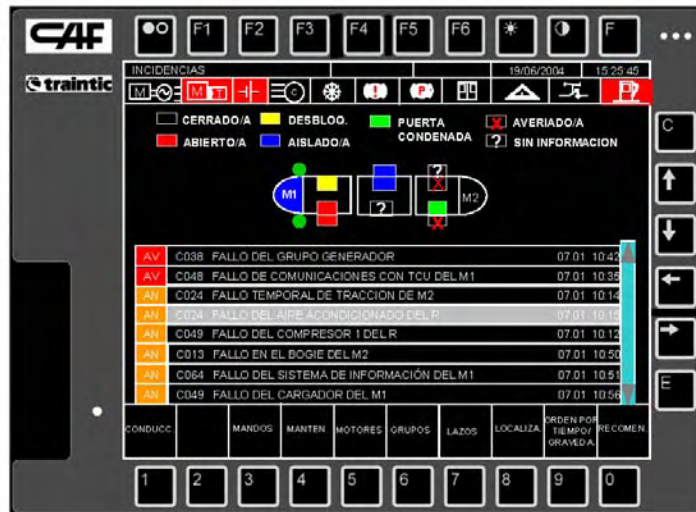 CAF
F1 F2 F3 F4 F5 F6 F
traintic
INCIDENCIAS 19/06/2004 15:25:45
M M C P
CERRADO/A DESBLOQ. PUERTA CONDENADA AVERIADO/A
ABIERTO/A AISLADO/A ? SIN INFORMACION
C
M1 ? ? M2
AV C038 FALLO DEL GRUPO GENERADOR 07.01 10:42
AV C048 FALLO DE COMUNICACIONES CON TCU DEL M1 07.01 10:35
AN C024 FALLO TEMPORAL DE TRACCIÓN DE M2 07.01 10:14
AN C024 FALLO DEL AIRE ACONDICIONADO DEL R 07.01 10:15
AN C049 FALLO DEL COMPRESOR 1 DEL R 07.01 10:12
AN C013 FALLO EN EL BOGIE DEL M2 07.01 10:50
AN C064 FALLO DEL SISTEMA DE INFORMACIÓN DEL M1 07.01 10:51
AN C049 FALLO DEL CARGADOR DEL M1 07.01 10:56
E
CONDUCC. MANDOS MANTEN MOTORES GRUPOS LAZOS LOCALIZA. ORDEN POR TIEMPO/ GRAVEDA. RECOMEN.
1 2 3 4 5 6 7 8 9 0